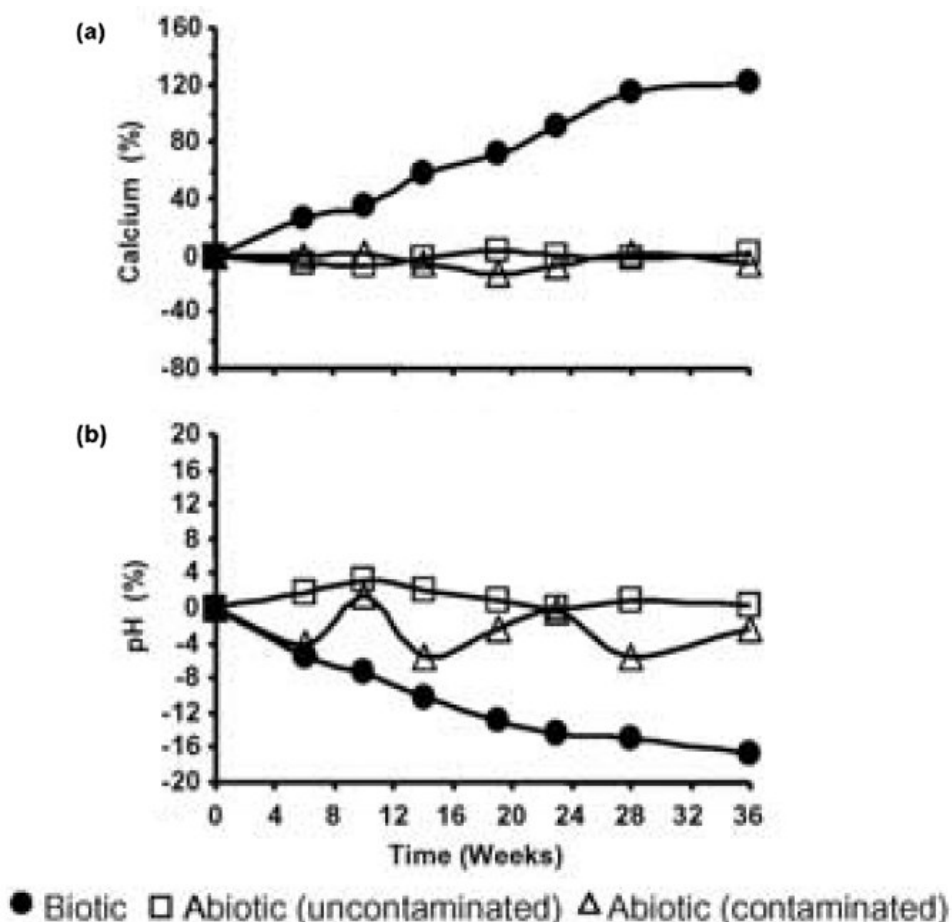 (a)
160
120
80
40
0
-40
-80
Calcium (%)
(b)
20
16
12
8
4
0
-4
-8
-12
-16
-20
pH (%)
0 4 8 12 16 20 24 28 32 36
Time (Weeks)
Biotic Abiotic (uncontaminated) Abiotic (contaminated)